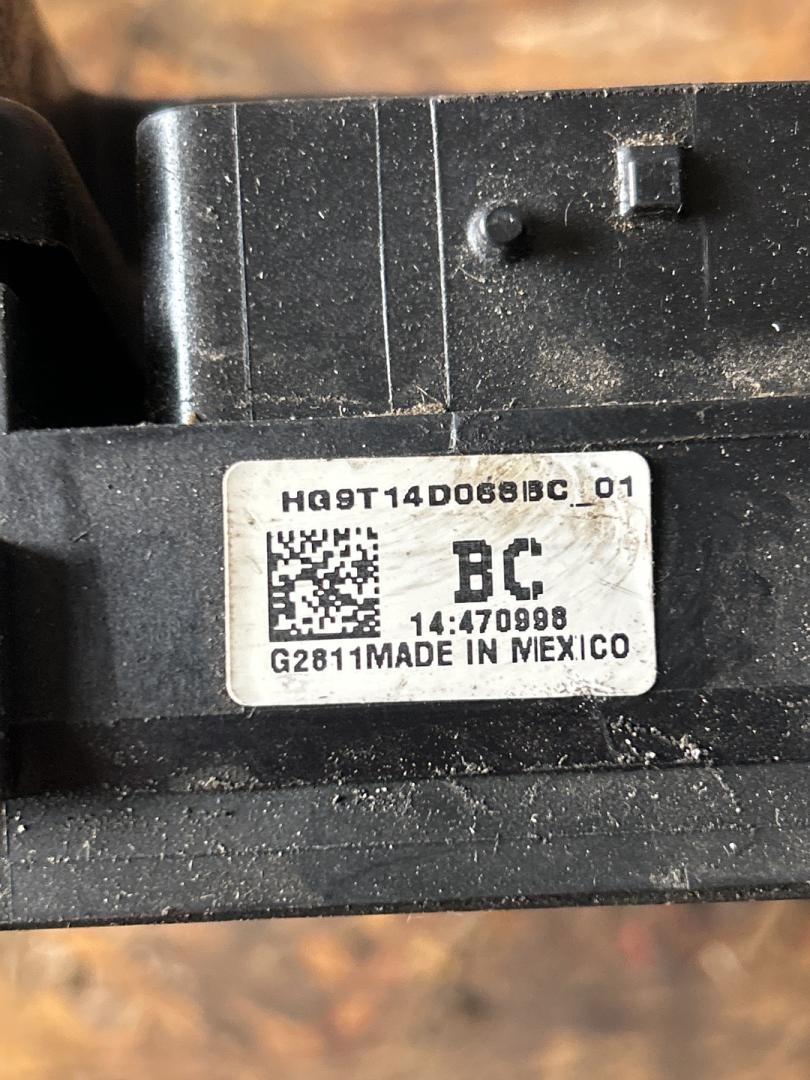 HG9T14D068BC_01
BC
14:470998
G2811MADE IN MEXICO